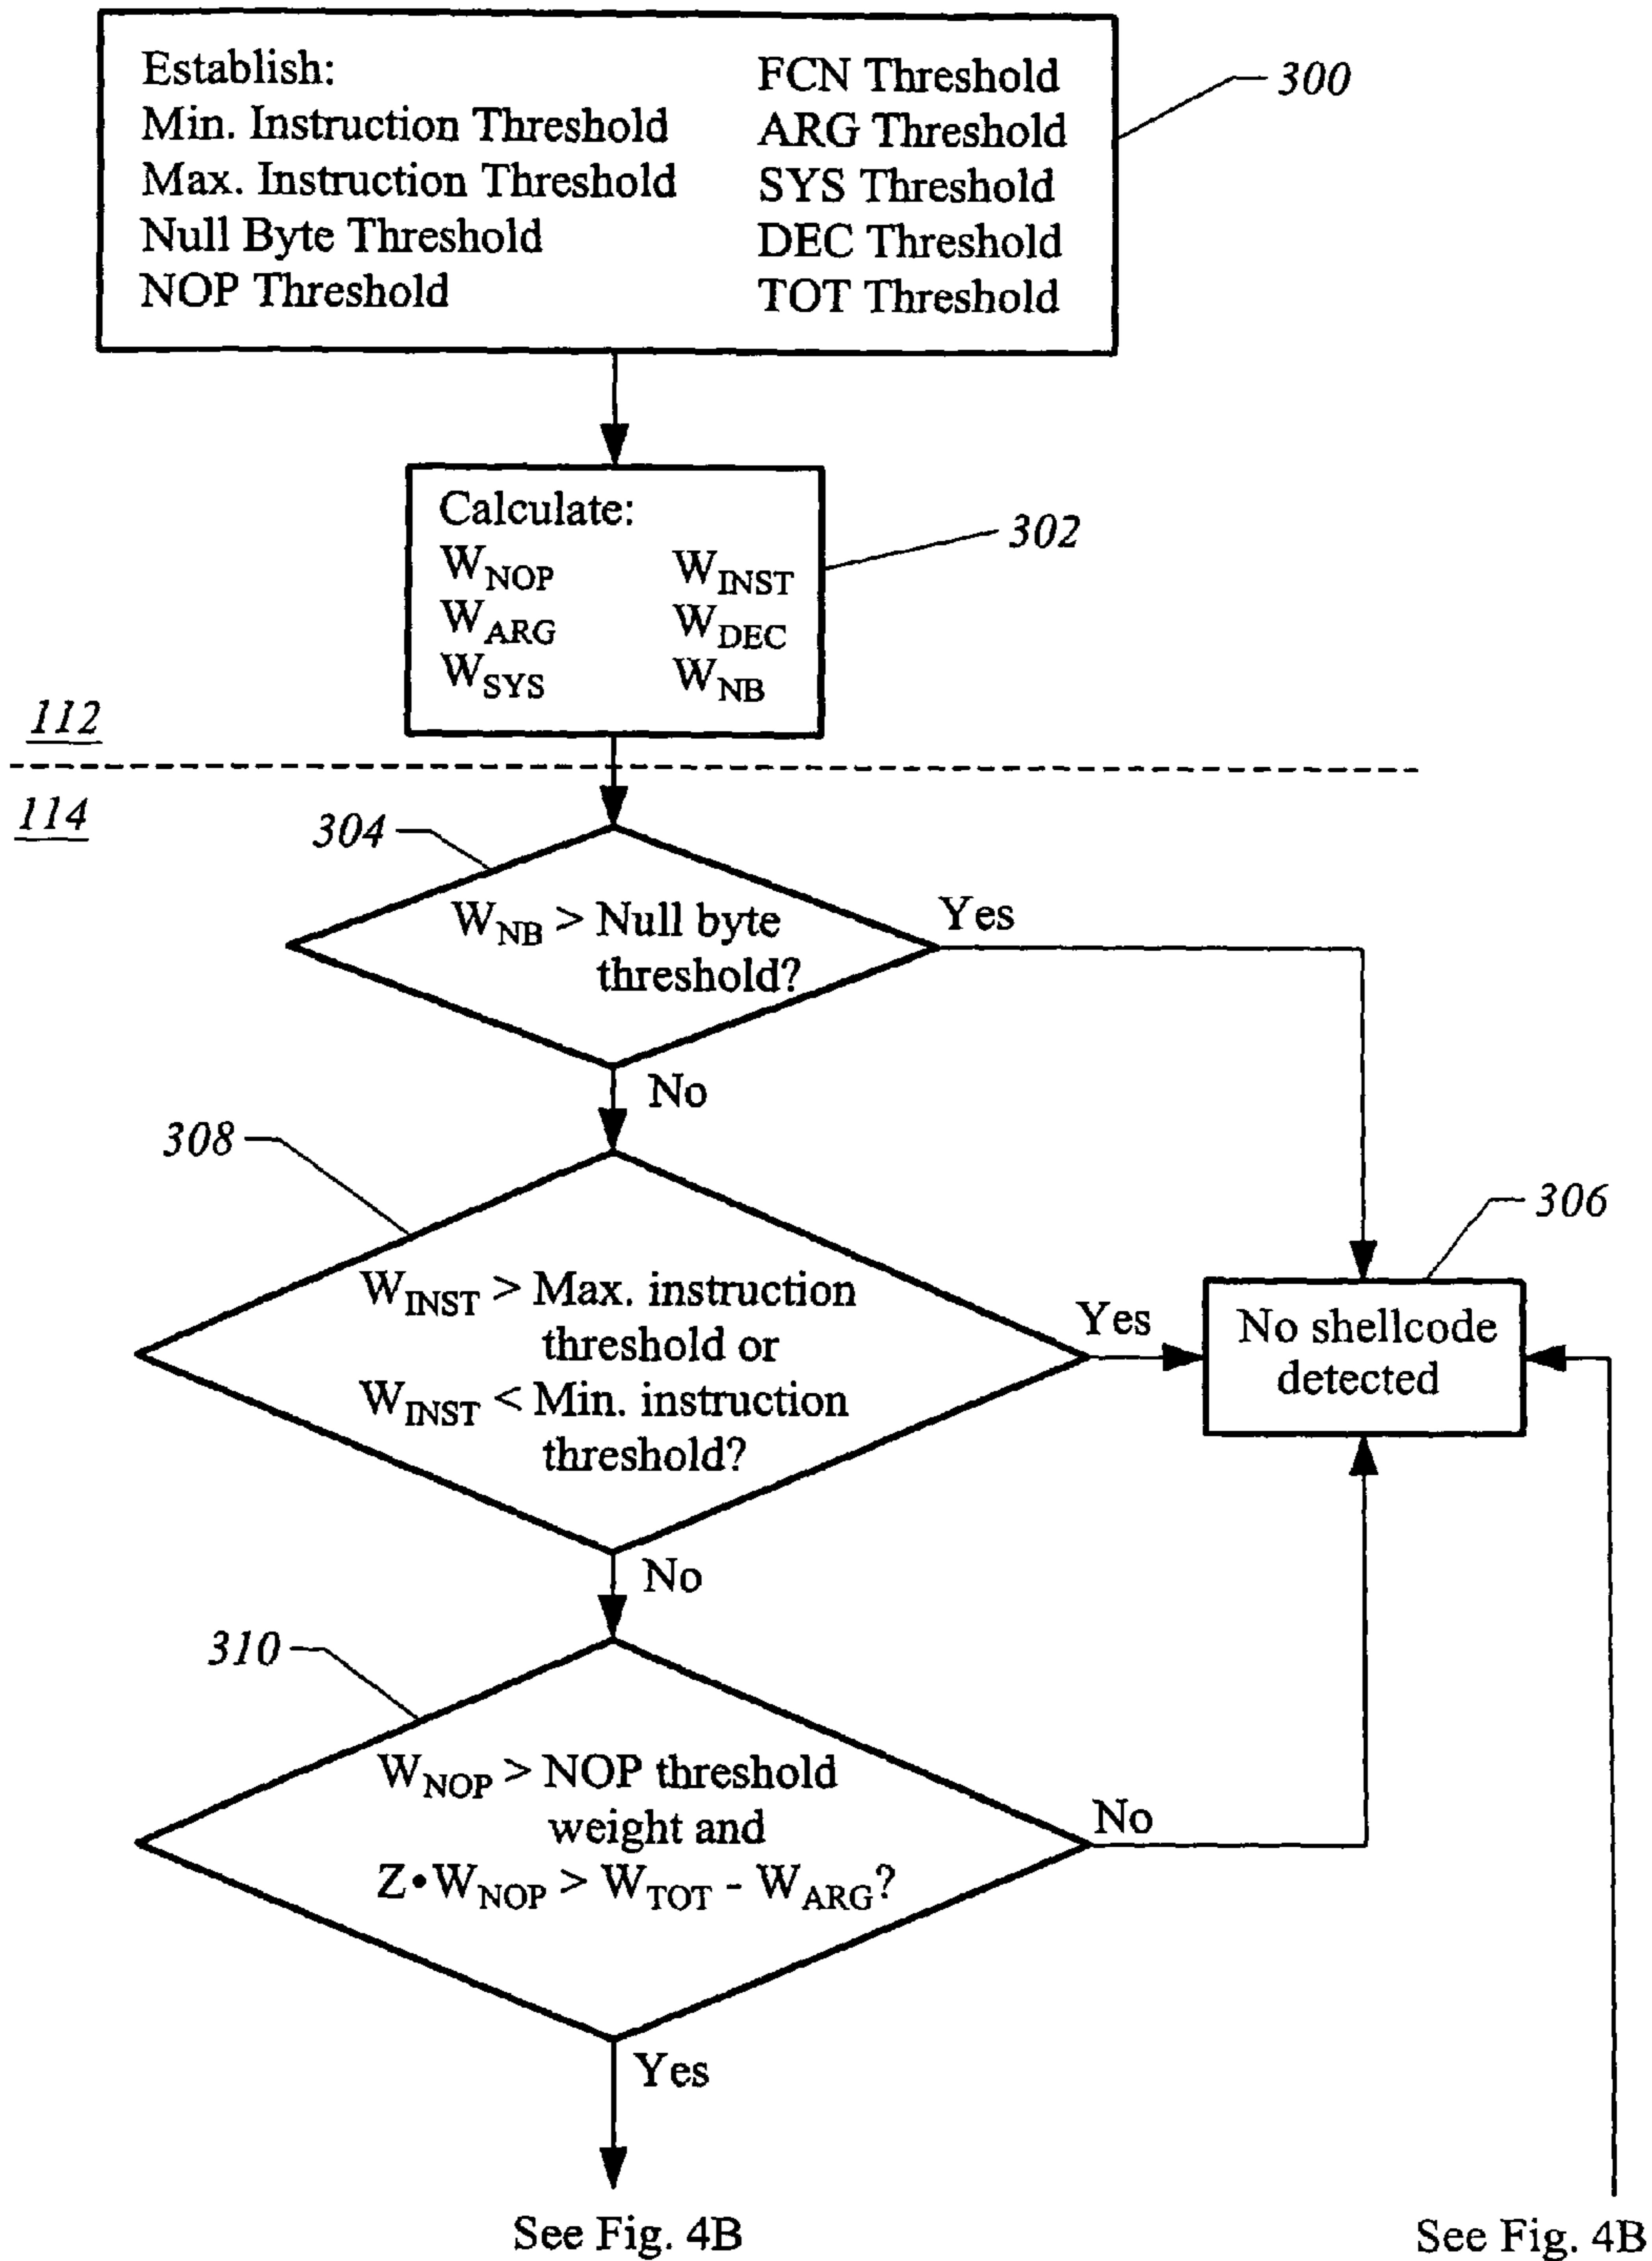 Establish:
Min. Instruction Threshold
Max. Instruction Threshold
Null Byte Threshold
NOP Threshold
FCN Threshold
ARG Threshold
SYS Threshold
DEC Threshold
TOT Threshold
300
Calculate:
W_NOP W_INST
W_ARG W_DEC
W_SYS W_NB
302
112
114
304
W_NB > Null byte
threshold?
Yes
No
308
W_INST > Max. instruction
threshold or
W_INST < Min. instruction
threshold?
Yes
No
306
No shellcode
detected
310
W_NOP > NOP threshold
weight and
Z•W_NOP > W_TOT - W_ARG?
No
Yes
See Fig. 4B
See Fig. 4B